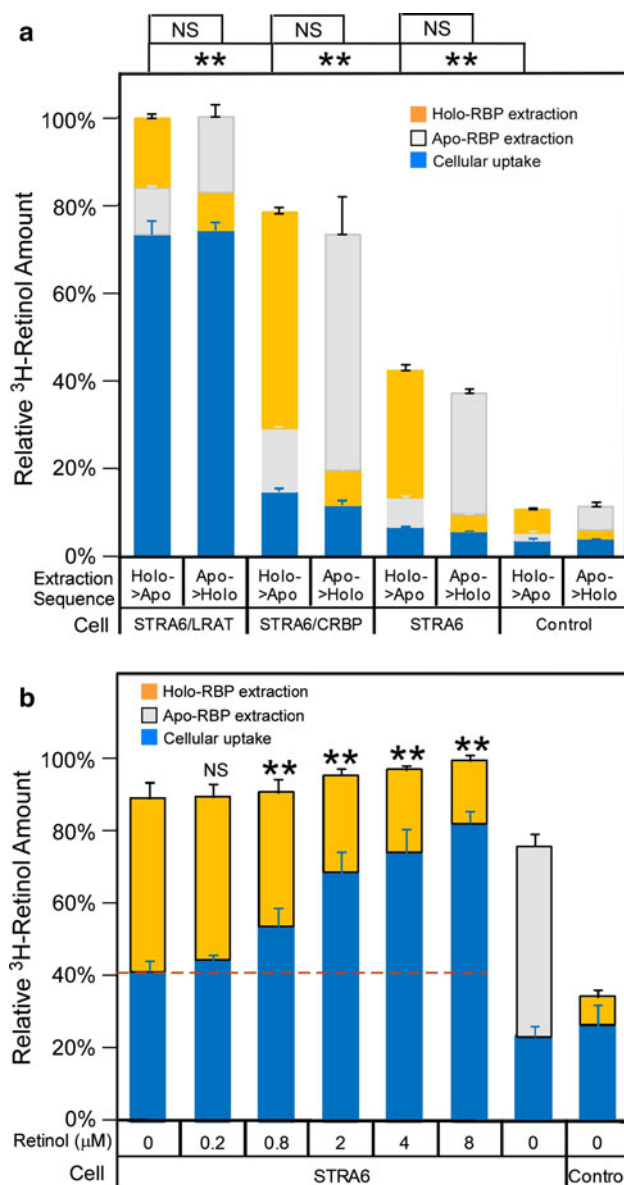 a
NS NS NS
** ** **
Holo-RBP extraction
Apo-RBP extraction
Cellular uptake
Relative ³H-Retinol Amount
100%
80%
60%
40%
20%
0%
Extraction Sequence
Holo->Apo Apo->Holo Holo->Apo Apo->Holo Holo->Apo Apo->Holo Holo->Apo Apo->Holo
Cell STRA6/LRAT STRA6/CRBP STRA6 Control
b
Holo-RBP extraction
Apo-RBP extraction
Cellular uptake
NS ** ** ** **
Relative ³H-Retinol Amount
100%
80%
60%
40%
20%
0%
Retinol (μM) 0 0.2 0.8 2 4 8 0 0
Cell STRA6 Contro